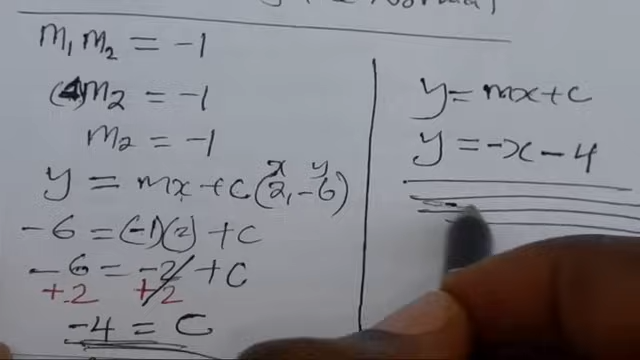 Normal
m₁m₂ = -1
m₂ = -1
m₂ = -1
y = mx + c (2, -6)
x y
-6 = (-1)(2) + c
-6 = -2 + c
+2 +2
-4 = c
y = mx + c
y = -x - 4